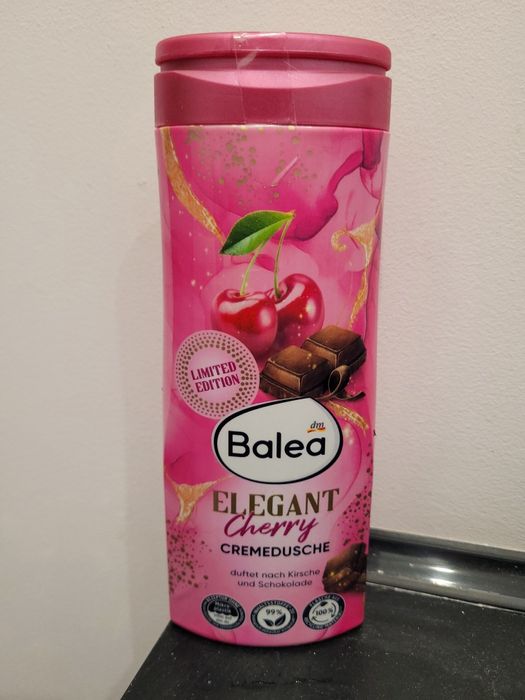 LIMITED
EDITION
dm
Balea
ELEGANT
Cherry
CREMEDUSCHE
duftet nach Kirsche
und Schokolade
99%
100%